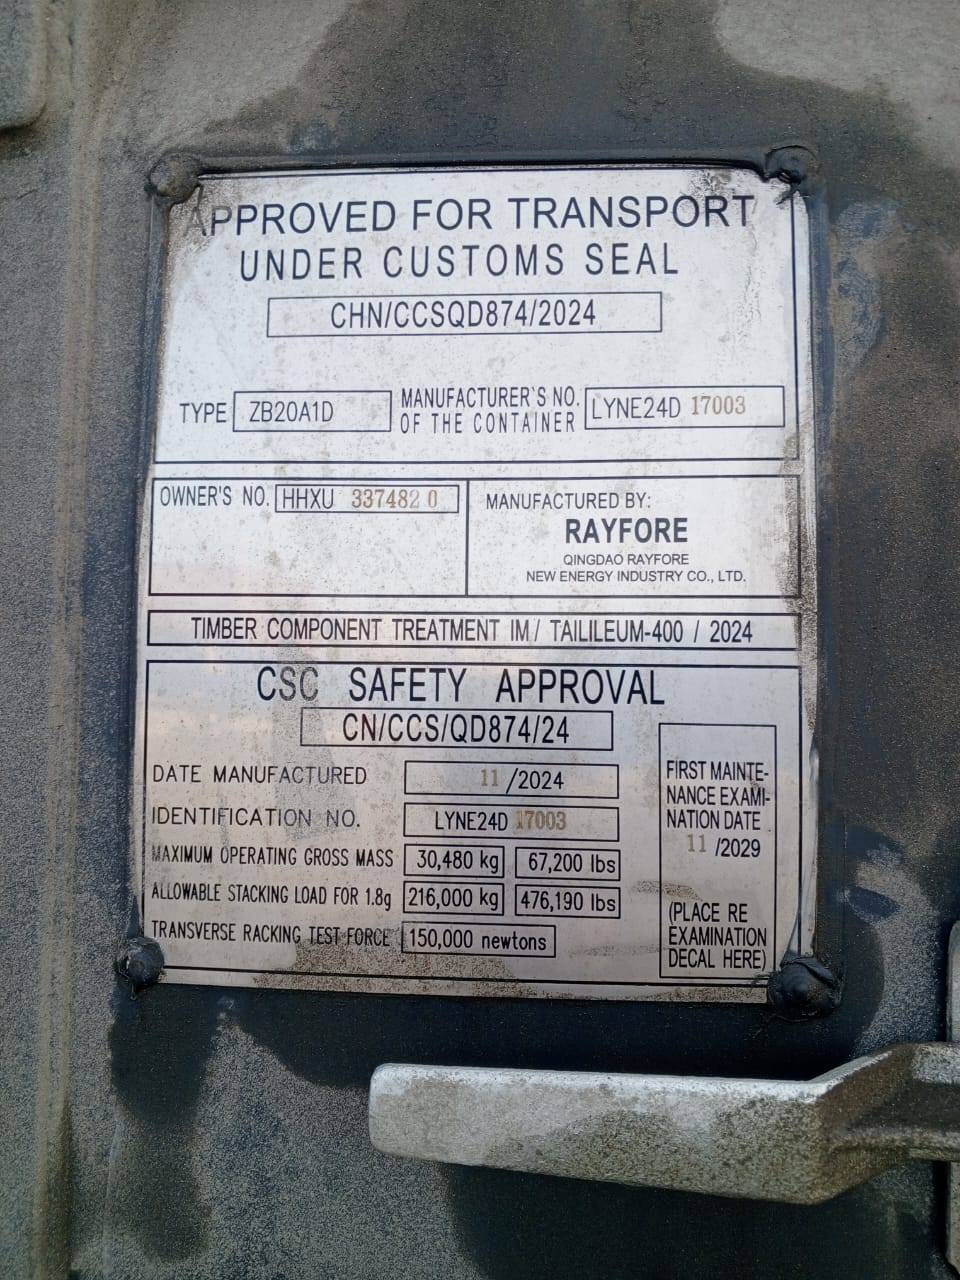 APPROVED FOR TRANSPORT
UNDER CUSTOMS SEAL
CHN/CCSQD874/2024
TYPE ZB20A1D MANUFACTURER'S NO. OF THE CONTAINER LYNE24D 17003
OWNER'S NO. HHXU 337482 0
MANUFACTURED BY:
RAYFORE
QINGDAO RAYFORE
NEW ENERGY INDUSTRY CO., LTD.
TIMBER COMPONENT TREATMENT IM / TAILILEUM-400 / 2024
CSC SAFETY APPROVAL
CN/CCS/QD874/24
DATE MANUFACTURED 11 /2024
IDENTIFICATION NO. LYNE24D 17003
MAXIMUM OPERATING GROSS MASS 30,480 kg 67,200 lbs
ALLOWABLE STACKING LOAD FOR 1.8g 216,000 kg 476,190 lbs
TRANSVERSE RACKING TEST FORCE 150,000 newtons
FIRST MAINTE-
NANCE EXAMI-
NATION DATE
11 /2029
(PLACE RE
EXAMINATION
DECAL HERE)